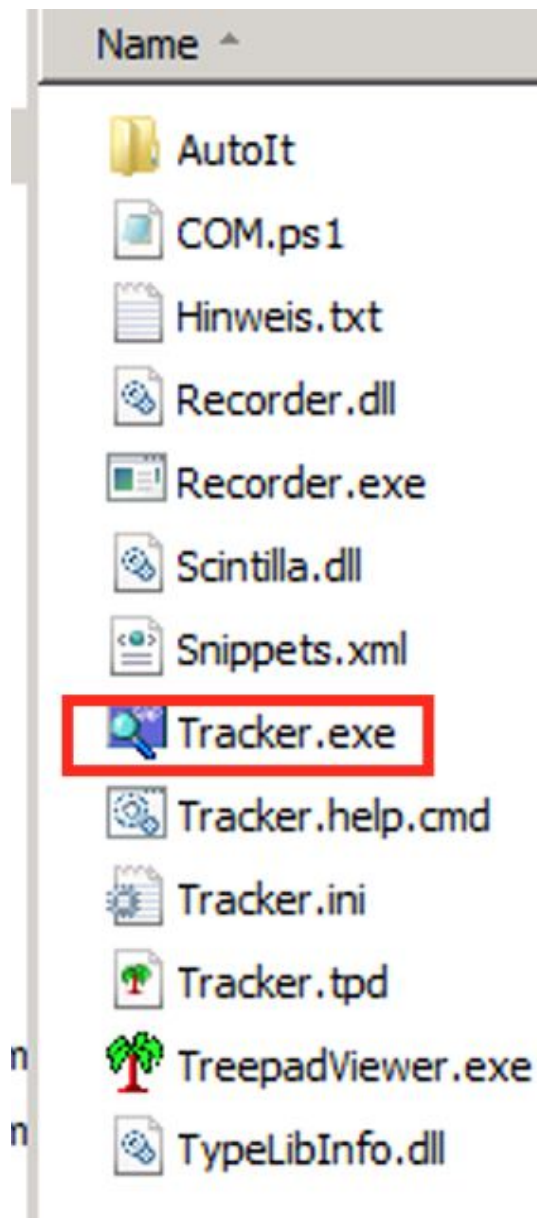 Name
AutoIt
COM.ps1
Hinweis.txt
Recorder.dll
Recorder.exe
Scintilla.dll
Snippets.xml
Tracker.exe
Tracker.help.cmd
Tracker.ini
Tracker.tpd
TreepadViewer.exe
TypeLibInfo.dll